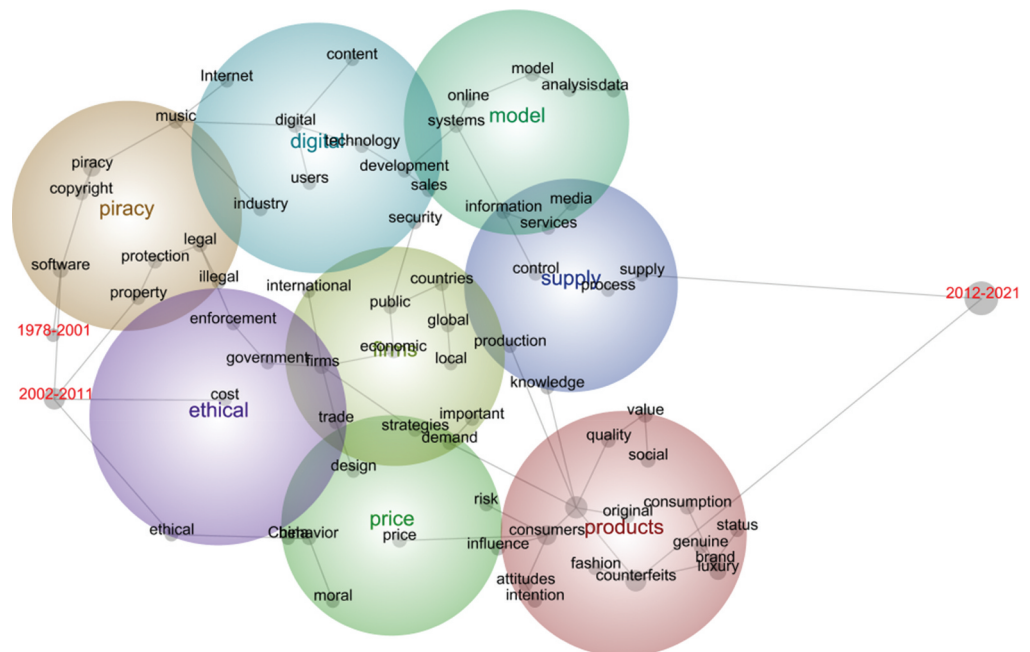 content
model
Internet
analysis
data
online
music
digital
systems
model
digital
technology
piracy
development
copyright
users
sales
piracy
industry
information
media
security
services
legal
protection
software
illegal
control
supply
supply
international
countries
process
property
public
2012-2021
enforcement
global
1978-2001
production
economic
firms
government
firms
local
knowledge
2002-2011
cost
ethical
value
trade
important
strategies
demand
quality
social
design
risk
consumption
original
price
status
ethical
China
behavior
price
consumers
products
influence
genuine
brand
fashion
luxury
counterfeits
attitudes
moral
intention